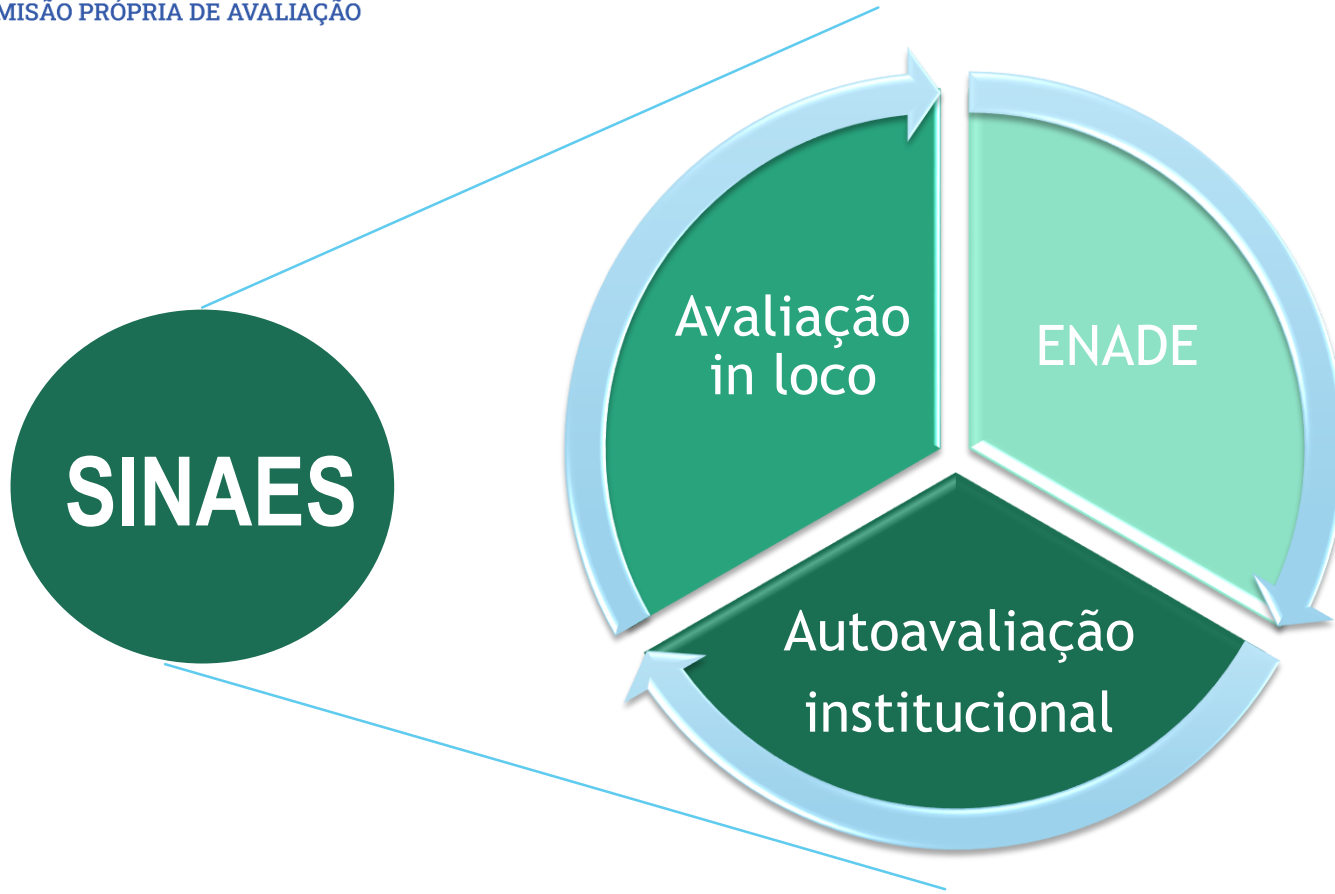 MISÃO PRÓPRIA DE AVALIAÇÃO
Avaliação
in loco
ENADE
SINAES
Autoavaliação
institucional